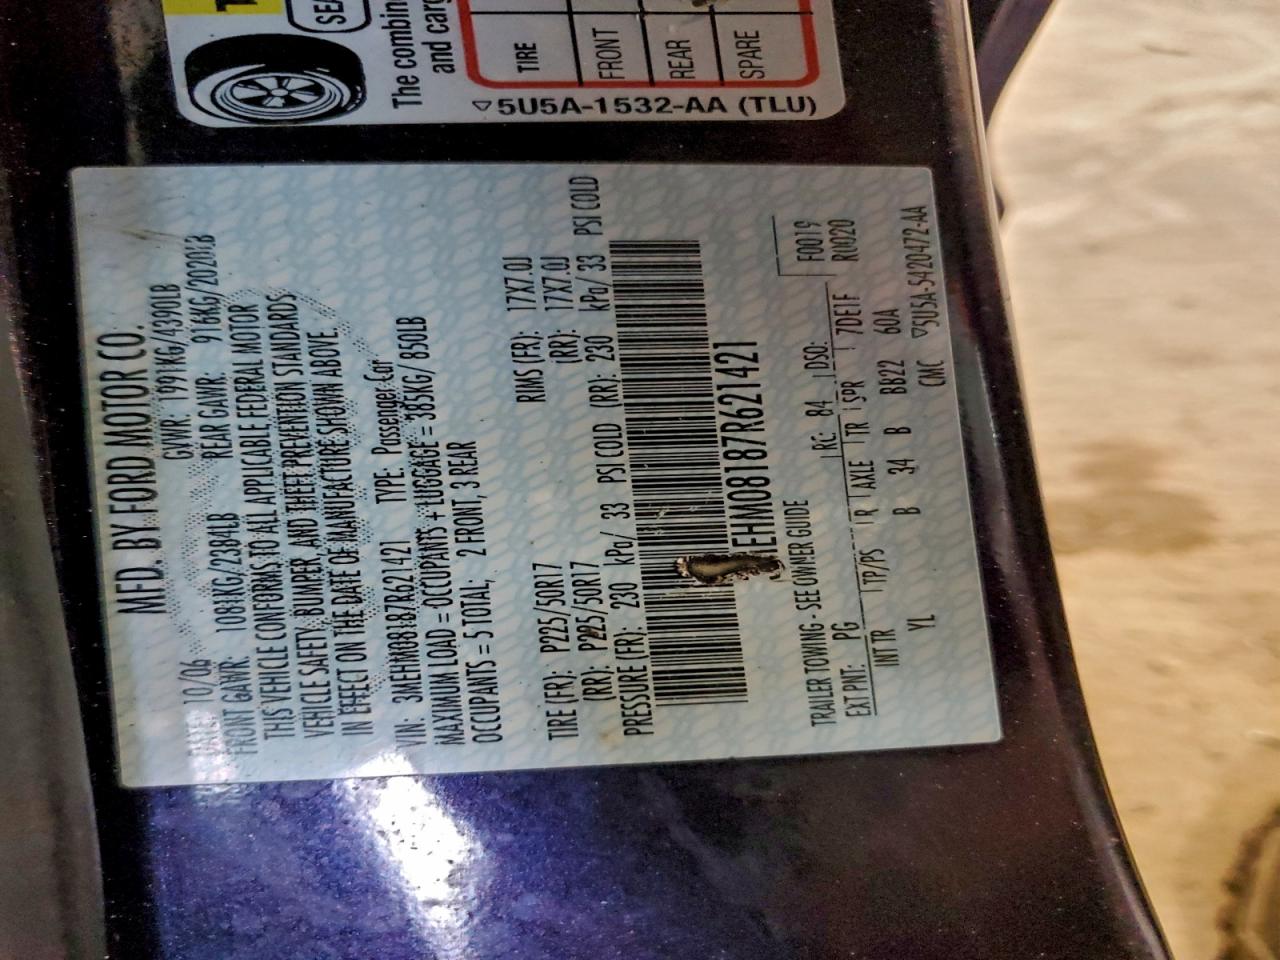 SEA
The combin
and carg
TIRE
FRONT
REAR
SPARE
5U5A-1532-AA (TLU)
MFD. BY FORD MOTOR CO.
10/06 GVWR: 1991KG/4390LB
FRONT GAWR: 1081KG/2384LB REAR GAWR: 916KG/2020LB
THIS VEHICLE CONFORMS TO ALL APPLICABLE FEDERAL MOTOR
VEHICLE SAFETY, BUMPER, AND THEFT PREVENTION STANDARDS
IN EFFECT ON THE DATE OF MANUFACTURE SHOWN ABOVE.
VIN: 3MEHM08187R621421 TYPE: Passenger Car
MAXIMUM LOAD = OCCUPANTS + LUGGAGE = 385KG/ 850LB
OCCUPANTS = 5 TOTAL; 2 FRONT, 3 REAR
TIRE (FR): P225/50R17 RIMS (FR): 17X7.0J
(RR): P225/50R17 (RR): 17X7.0J
PRESSURE (FR): 230 kPa/ 33 PSI COLD (RR): 230 kPa/ 33 PSI COLD
EHM08187R621421
TRAILER TOWING - SEE OWNER GUIDE
EXT PNT: PG RC: 84 DSO: F0019
INT TR TP/PS R AXLE TR SPR 7DE1F R0020
YL B 34 B BB22 60A
CMC 5U5A-5420472-AA